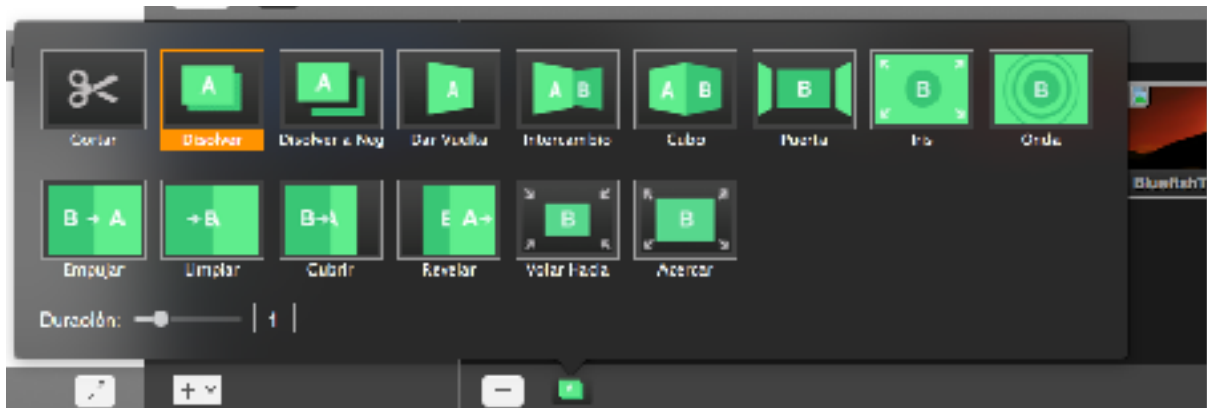 A A A A A B A B B B B
Cortar Disolver Disolver a Neg Dar Vuelta Intercambio Cubo Puerta Iris Onda
BluefishT
B → A → B B → A A → B B
Empujar Limpiar Cubrir Revelar Volar Hacia Acercar
Duración: 1